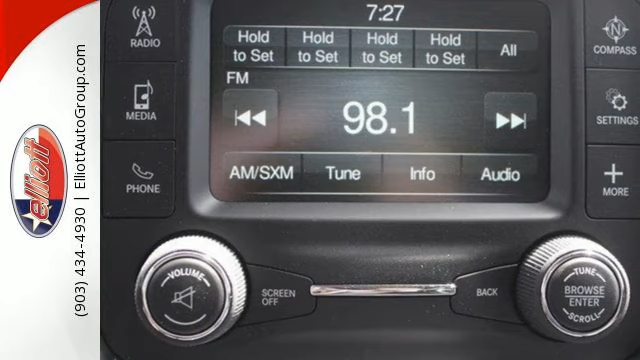 (903) 434-4930 | ElliottAutoGroup.com
elliott
7:27
Hold to Set
Hold to Set
Hold to Set
Hold to Set
All
FM
98.1
AM/SXM
Tune
Info
Audio
RADIO
MEDIA
PHONE
COMPASS
SETTINGS
MORE
VOLUME
SCREEN
OFF
BACK
TUNE
BROWSE
ENTER
SCROLL